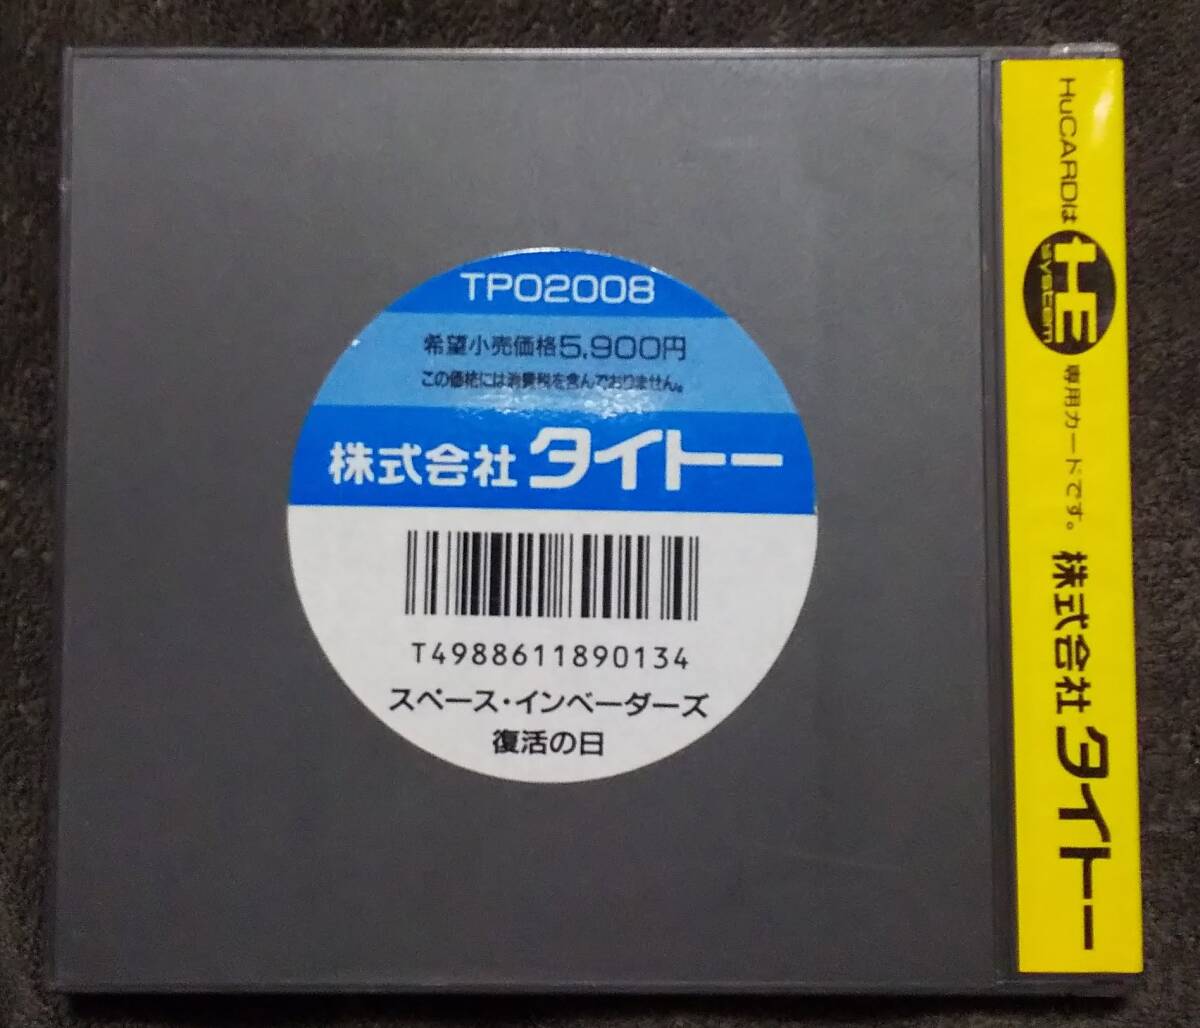 TP02008
希望小売価格5,900円
この価格には消費税を含んでおりません。
株式会社 タイトー
T4988611890134
スペース・インベーダーズ
復活の日
HuCARDは HE SYSTEM 専用カードです。 株式会社 タイトー